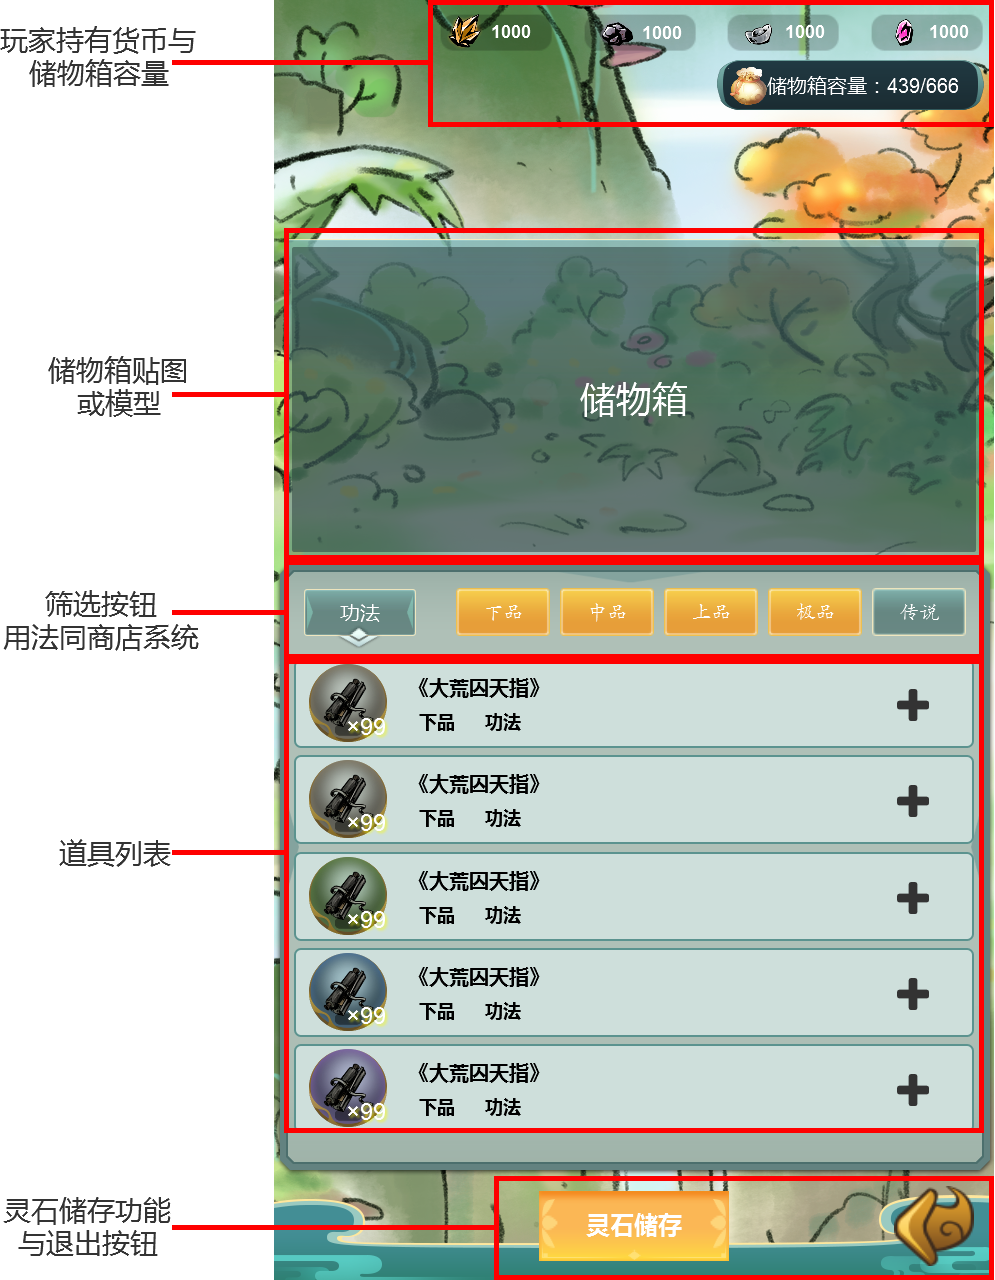 玩家持有货币与
储物箱容量
1000
1000
1000
1000
储物箱容量：439/666
储物箱贴图
或模型
储物箱
筛选按钮
用法同商店系统
功法
下品
中品
上品
极品
传说
道具列表
×99
《大荒囚天指》
下品 功法
×99
《大荒囚天指》
下品 功法
×99
《大荒囚天指》
下品 功法
×99
《大荒囚天指》
下品 功法
×99
《大荒囚天指》
下品 功法
灵石储存功能
与退出按钮
灵石储存